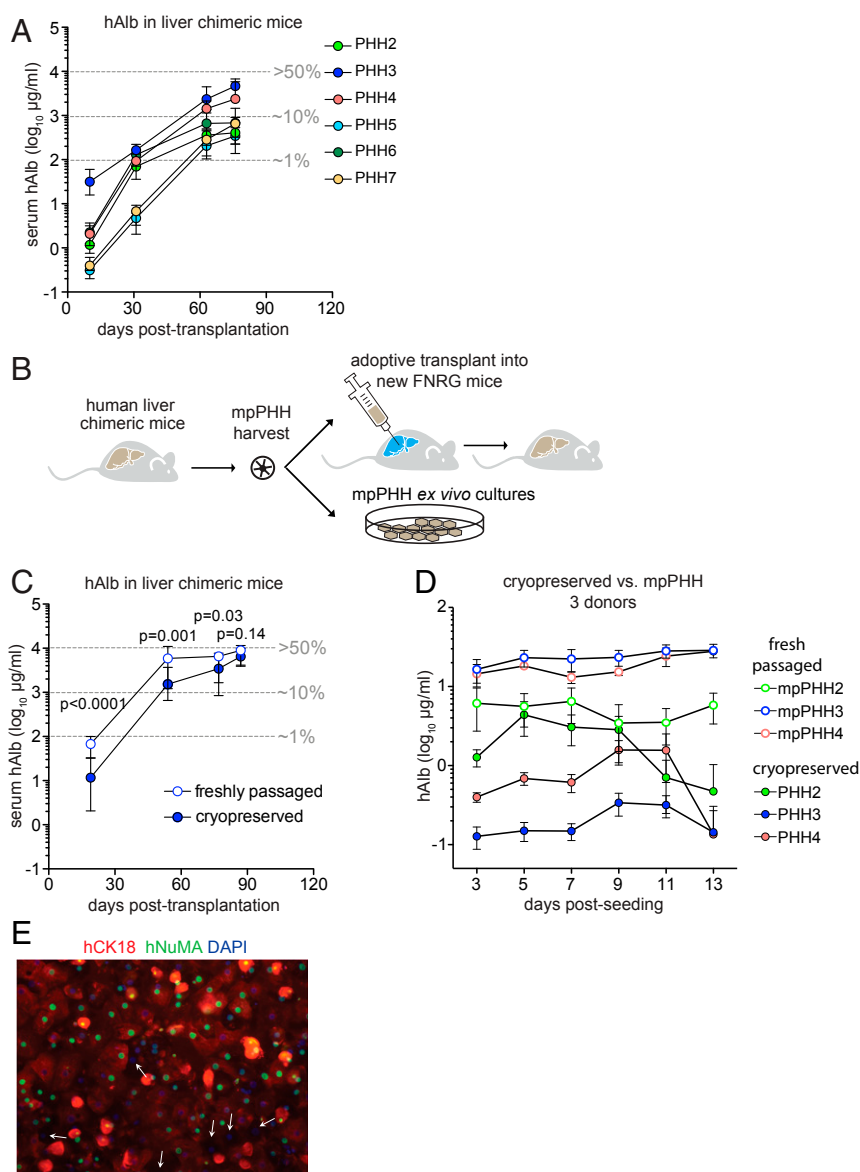 A
hAlb in liver chimeric mice
serum hAlb (log10 µg/ml)
5
4
3
2
1
0
-1
>50%
~10%
~1%
0
30
60
90
120
days post-transplantation
PHH2
PHH3
PHH4
PHH5
PHH6
PHH7
B
human liver
chimeric mice
mpPHH
harvest
adoptive transplant into
new FNRG mice
mpPHH ex vivo cultures
C
hAlb in liver chimeric mice
serum hAlb (log10 µg/ml)
5
4
3
2
1
0
-1
p<0.0001
p=0.001
p=0.03
p=0.14
>50%
~10%
~1%
freshly passaged
cryopreserved
0
30
60
90
120
days post-transplantation
D
cryopreserved vs. mpPHH
3 donors
hAlb (log10 µg/ml)
1
0
-1
3
5
7
9
11
13
days post-seeding
fresh
passaged
mpPHH2
mpPHH3
mpPHH4
cryopreserved
PHH2
PHH3
PHH4
E
hCK18 hNuMA DAPI